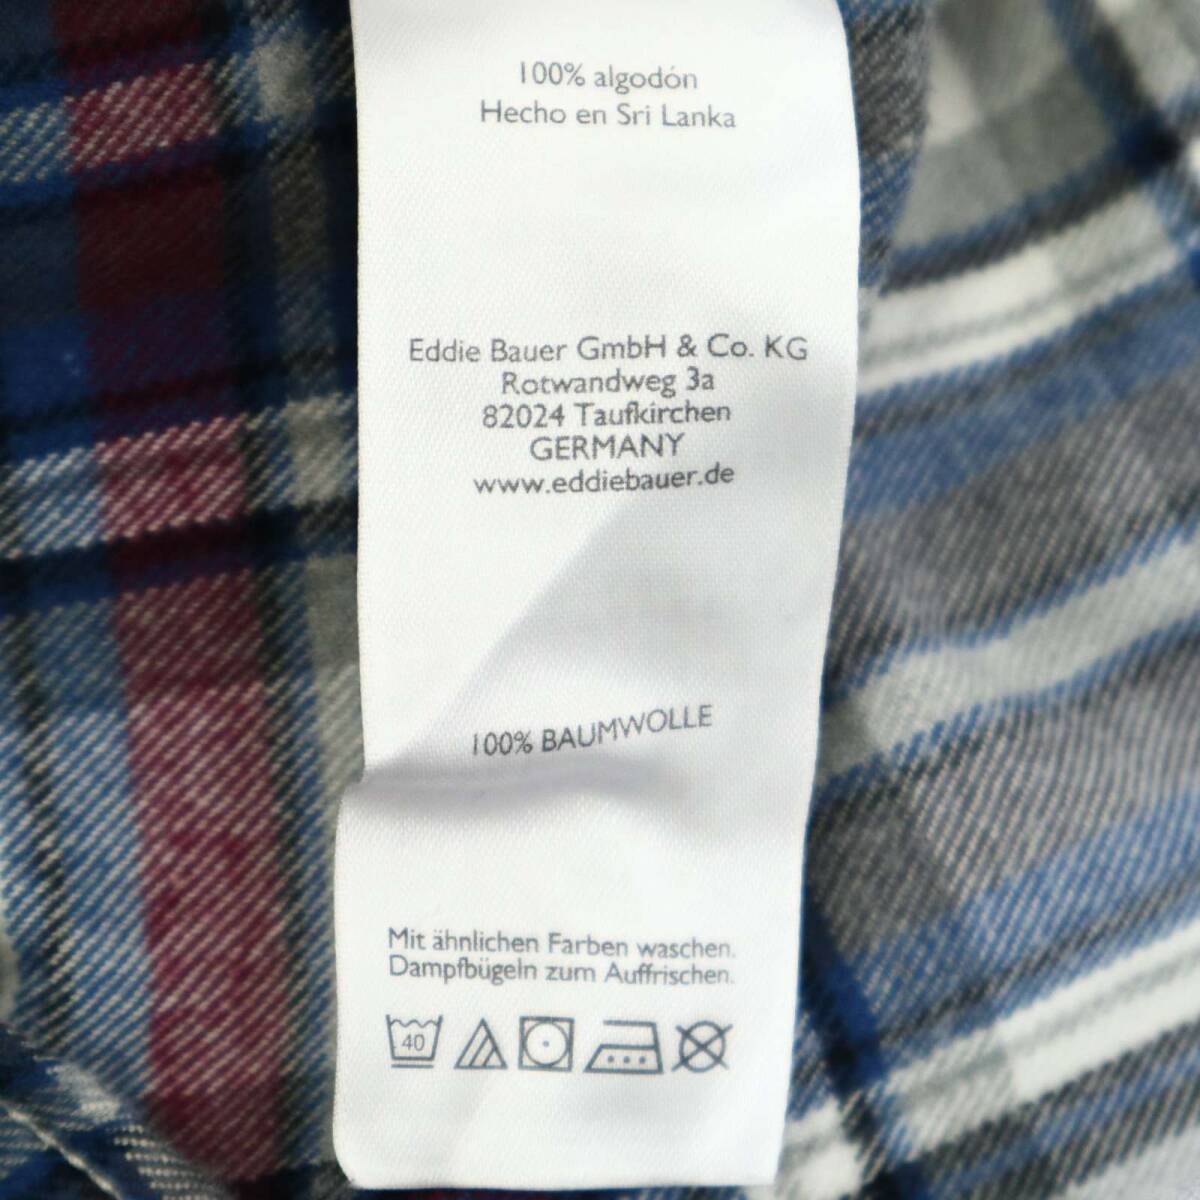 100% algodón
Hecho en Sri Lanka
Eddie Bauer GmbH & Co. KG
Rotwandweg 3a
82024 Taufkirchen
GERMANY
www.eddiebauer.de
100% BAUMWOLLE
Mit ähnlichen Farben waschen.
Dampfbügeln zum Auffrischen.
40